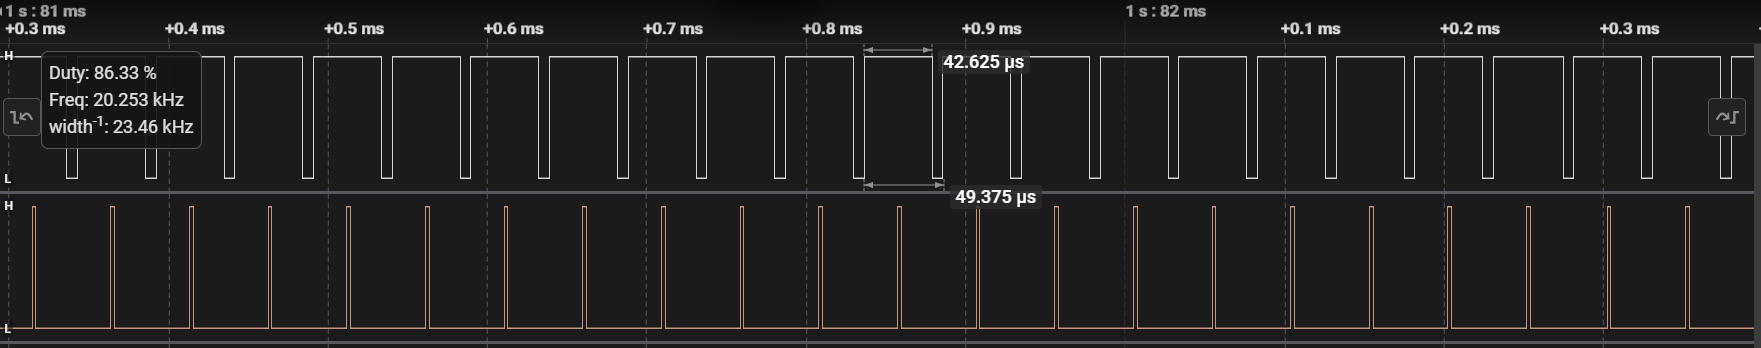 1 s : 81 ms
1 s : 82 ms
+0.3 ms +0.4 ms +0.5 ms +0.6 ms +0.7 ms +0.8 ms +0.9 ms +0.1 ms +0.2 ms +0.3 ms
H
42.625 µs
Duty: 86.33 %
Freq: 20.253 kHz
width⁻¹: 23.46 kHz
L
49.375 µs
H
L